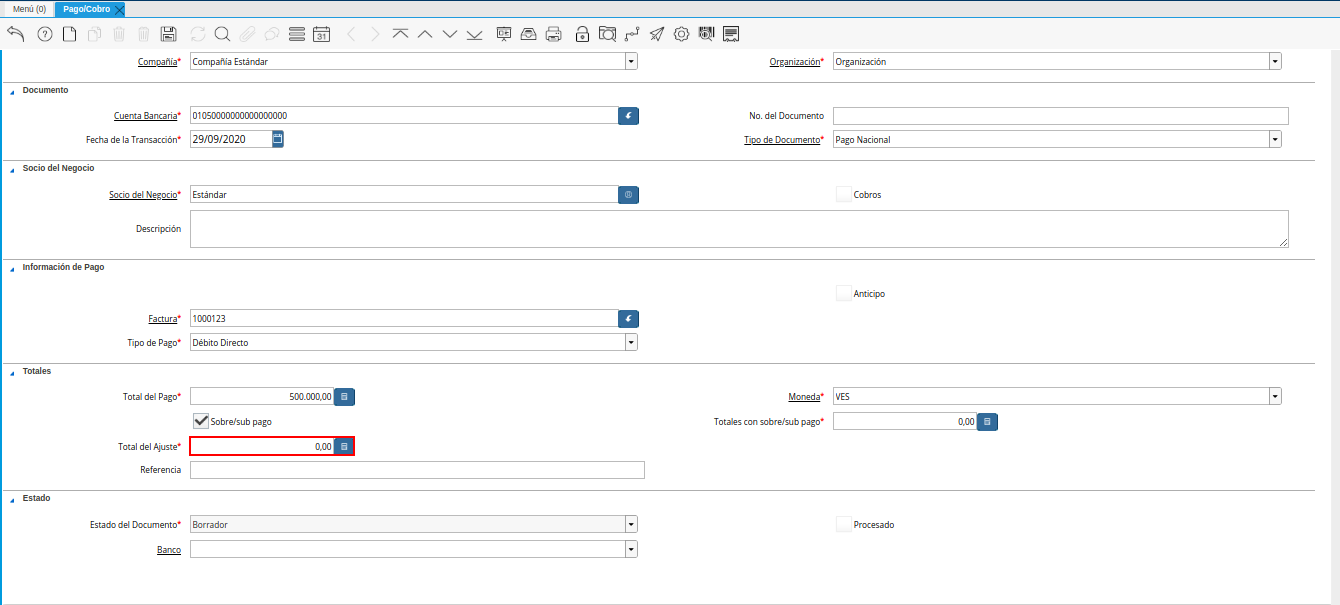 Menú (0) Pago/Cobro
31
Compañía* Compañía Estándar Organización* Organización
Documento
Cuenta Bancaria* 01050000000000000000 No. del Documento
Fecha de la Transacción* 29/09/2020 Tipo de Documento* Pago Nacional
Socio del Negocio
Socio del Negocio* Estándar Cobros
Descripción
Información de Pago
Anticipo
Factura* 1000123
Tipo de Pago* Débito Directo
Totales
Total del Pago* 500.000,00 Moneda* VES
Sobre/sub pago Totales con sobre/sub pago* 0,00
Total del Ajuste* 0,00
Referencia
Estado
Estado del Documento* Borrador Procesado
Banco